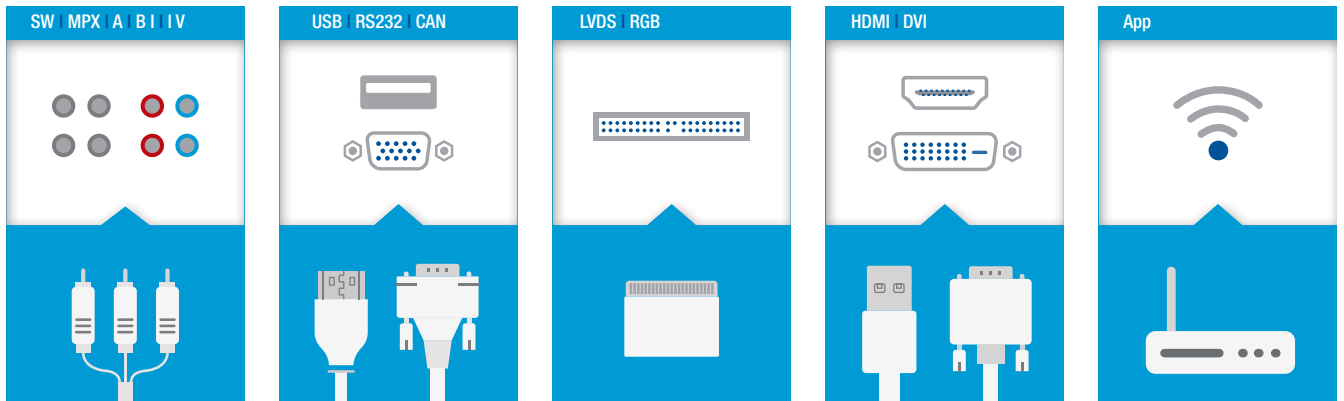 SW | MPX | A | B I | I V
USB | RS232 | CAN
LVDS | RGB
HDMI | DVI
App